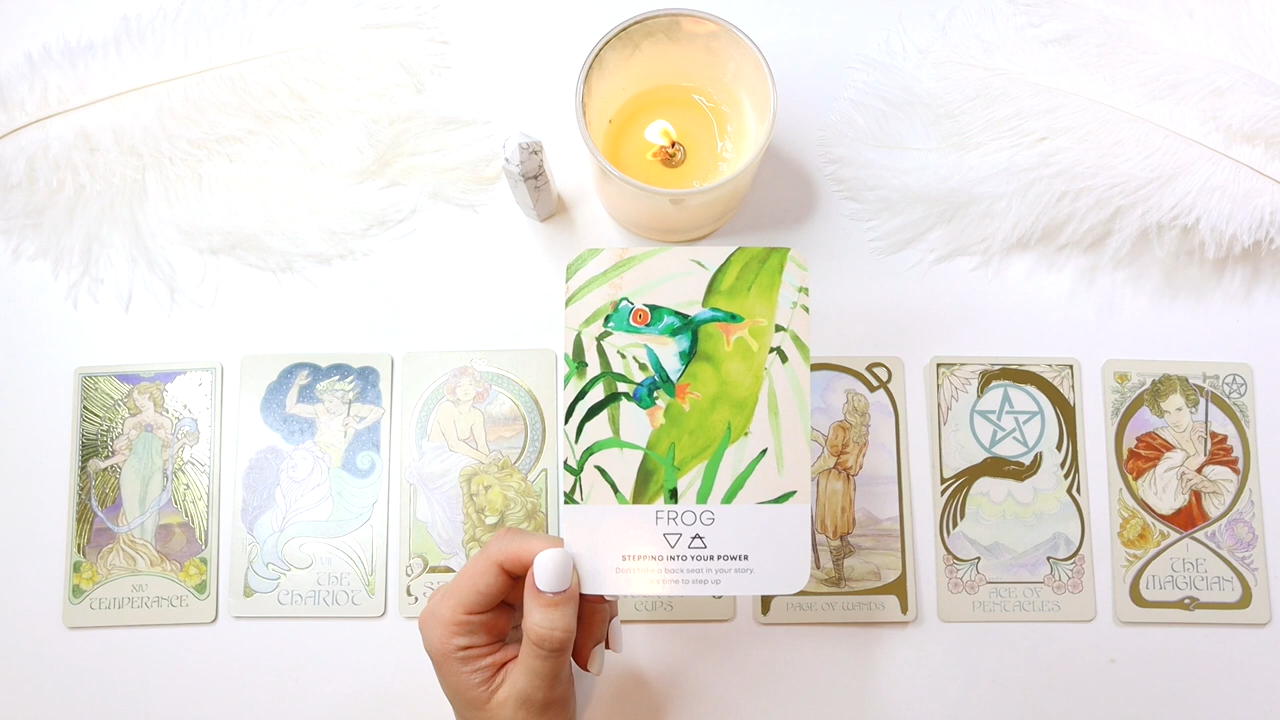 FROG
STEPPING INTO YOUR POWER
Don't take a back seat in your story,
it's time to step up
XIV
TEMPERANCE
VII
THE
CHARIOT
CUPS
PAGE OF WANDS
ACE OF
PENTACLES
I
THE
MAGICIAN